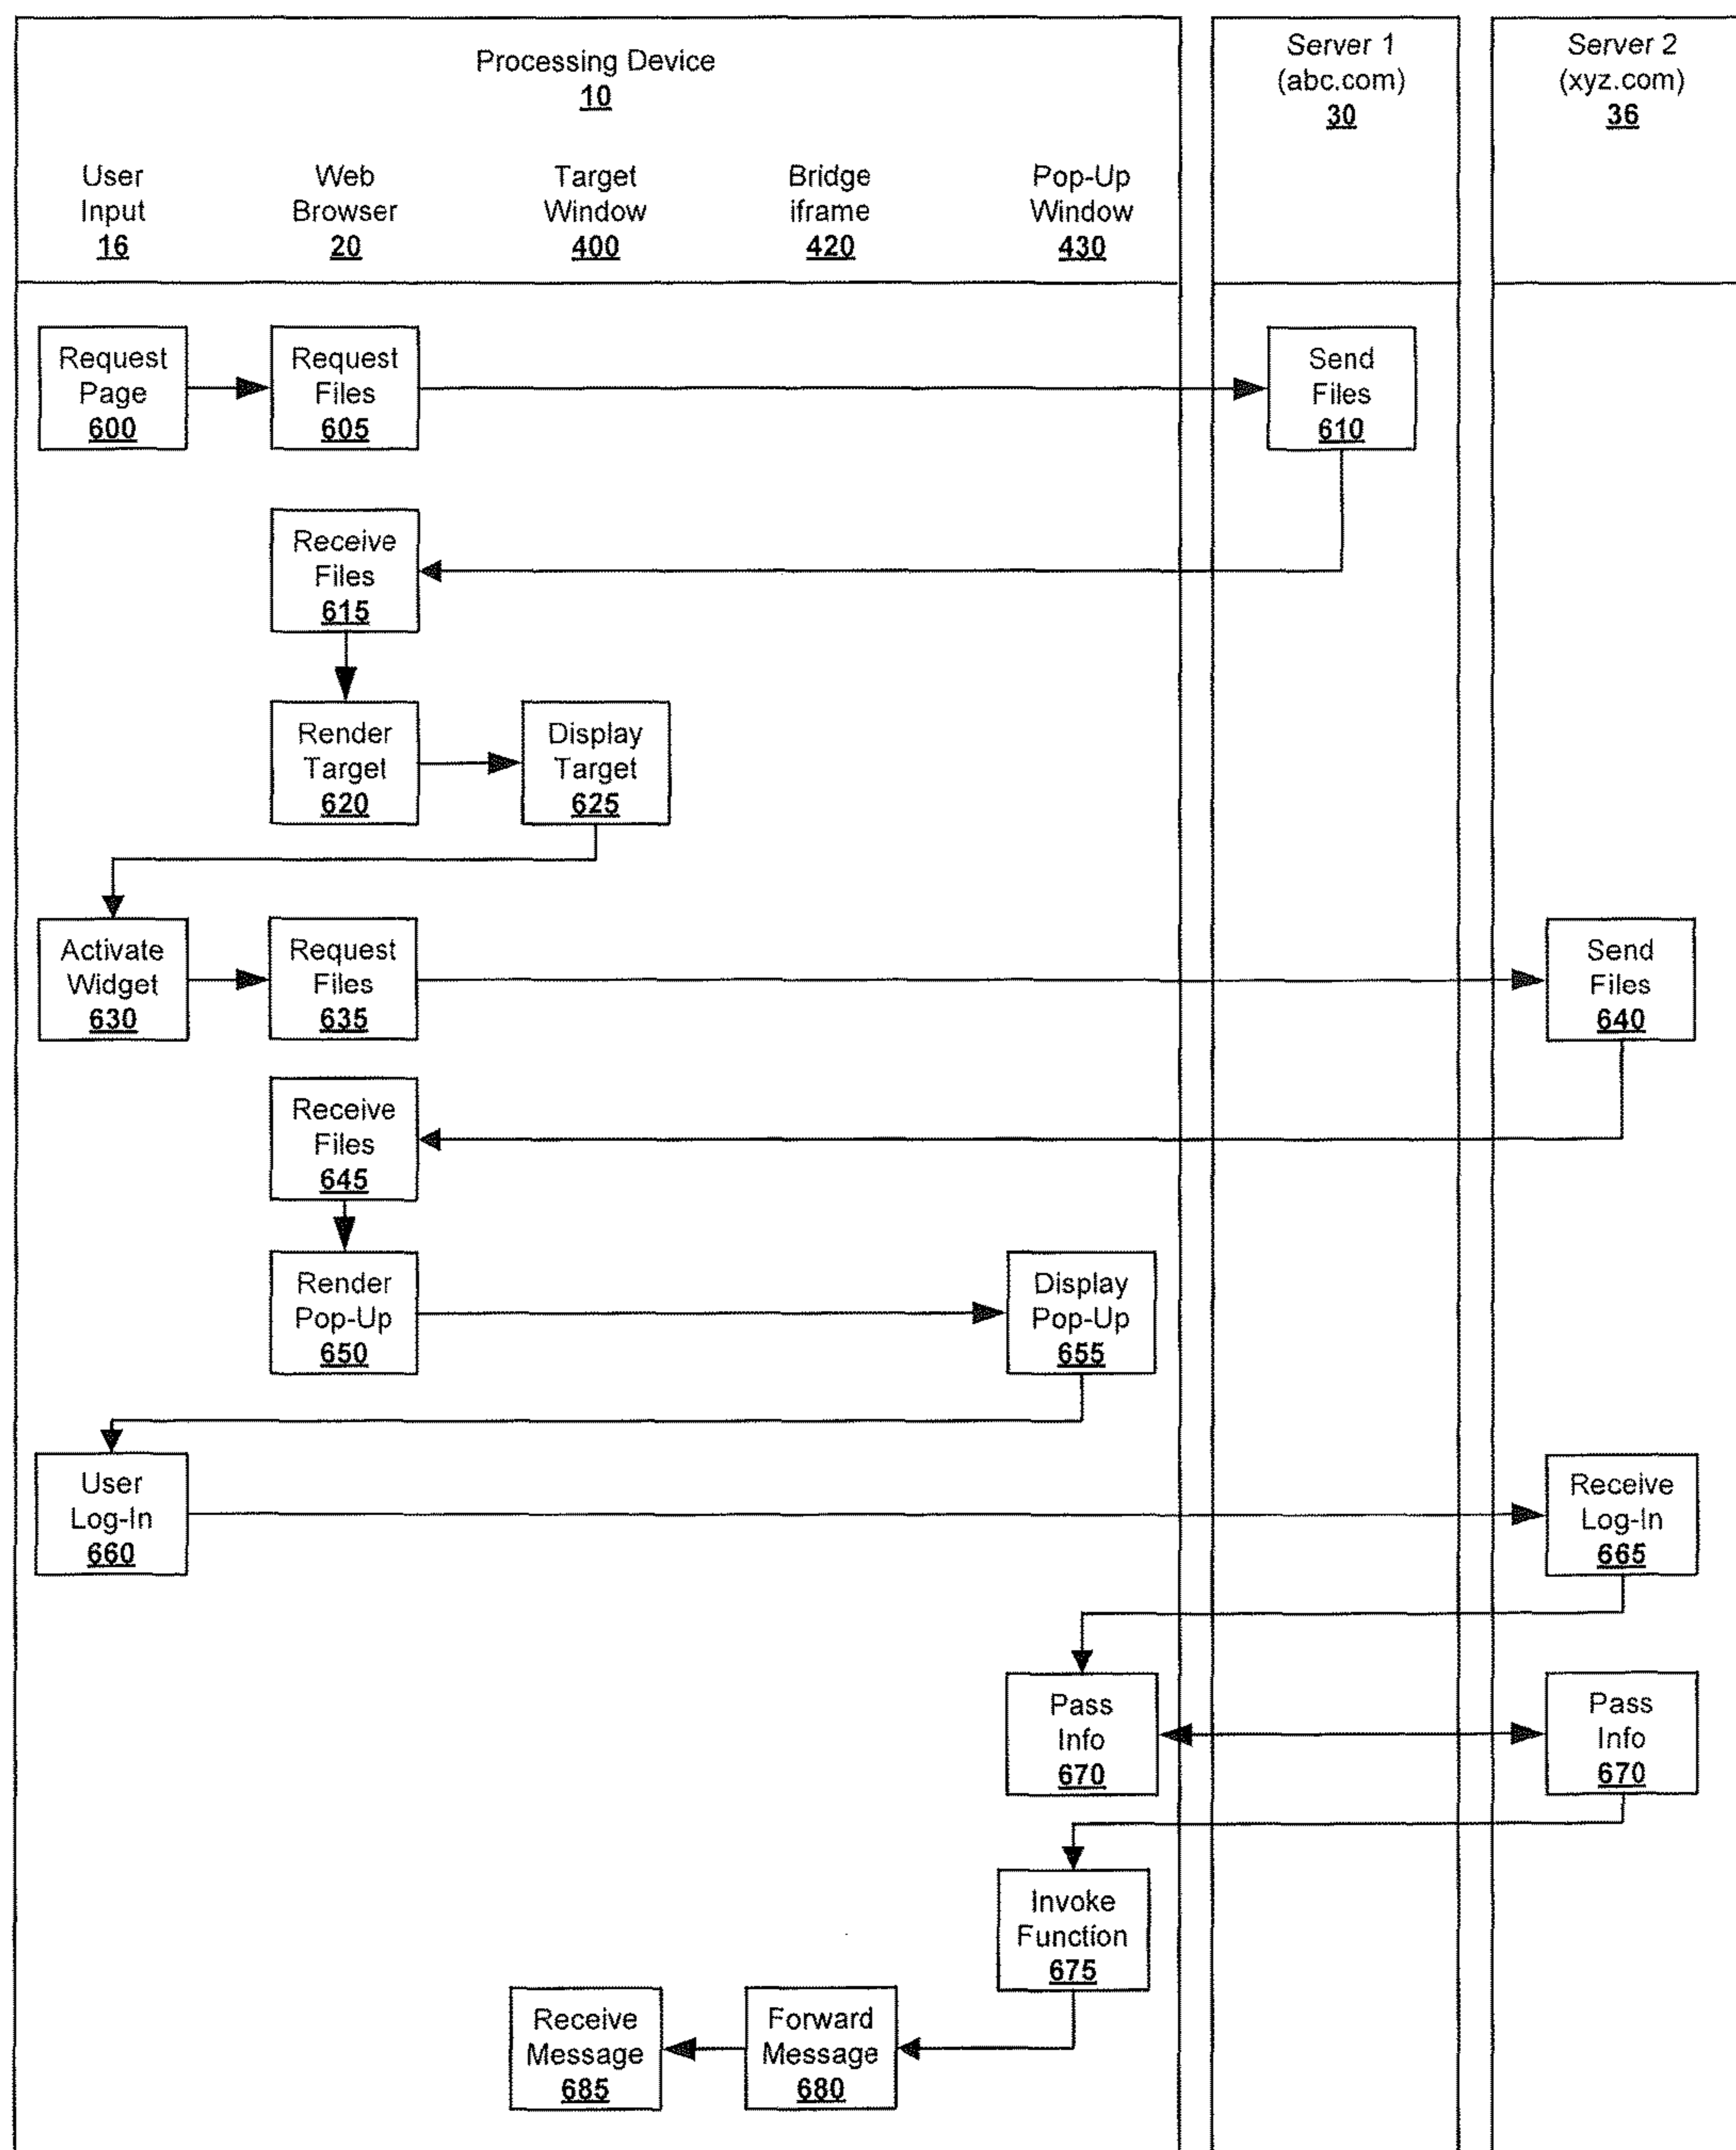 Processing Device
10
Server 1
(abc.com)
30
Server 2
(xyz.com)
36
User
Input
16
Web
Browser
20
Target
Window
400
Bridge
iframe
420
Pop-Up
Window
430
Request
Page
600
Request
Files
605
Send
Files
610
Receive
Files
615
Render
Target
620
Display
Target
625
Activate
Widget
630
Request
Files
635
Send
Files
640
Receive
Files
645
Render
Pop-Up
650
Display
Pop-Up
655
User
Log-In
660
Receive
Log-In
665
Pass
Info
670
Pass
Info
670
Invoke
Function
675
Receive
Message
685
Forward
Message
680